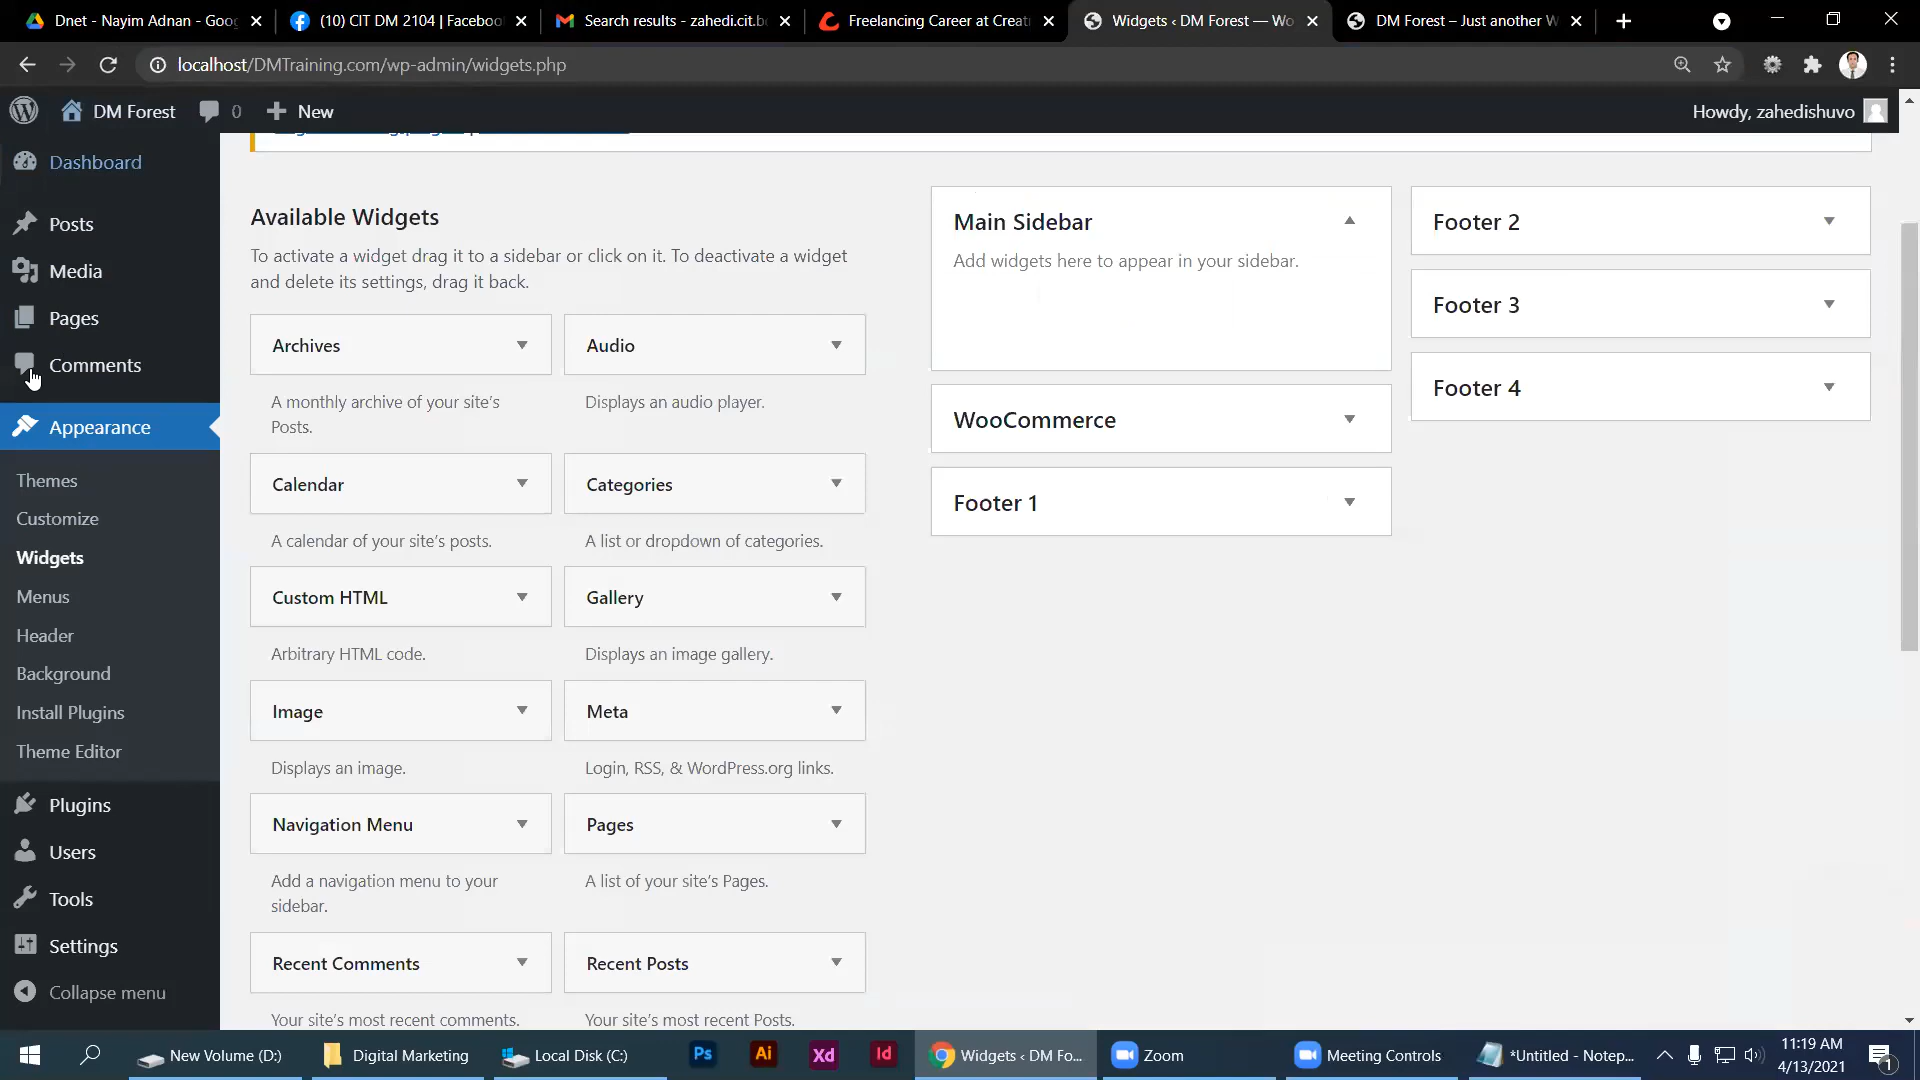 Dnet - Nayim Adnan - Goo
(10) CIT DM 2104 | Faceboo
Search results - zahedi.cit.b
Freelancing Career at Creat
Widgets ‹ DM Forest — Wo
DM Forest – Just another W
localhost/DMTraining.com/wp-admin/widgets.php
DM Forest
0
New
Howdy, zahedishuvo
Dashboard
Posts
Media
Pages
Comments
Appearance
Themes
Customize
Widgets
Menus
Header
Background
Install Plugins
Theme Editor
Plugins
Users
Tools
Settings
Collapse menu
Available Widgets
To activate a widget drag it to a sidebar or click on it. To deactivate a widget
and delete its settings, drag it back.
Archives
A monthly archive of your site's
Posts.
Audio
Displays an audio player.
Calendar
A calendar of your site's posts.
Categories
A list or dropdown of categories.
Custom HTML
Arbitrary HTML code.
Gallery
Displays an image gallery.
Image
Displays an image.
Meta
Login, RSS, & WordPress.org links.
Navigation Menu
Add a navigation menu to your
sidebar.
Pages
A list of your site's Pages.
Recent Comments
Your site's most recent comments.
Recent Posts
Your site's most recent Posts.
Main Sidebar
Add widgets here to appear in your sidebar.
WooCommerce
Footer 1
Footer 2
Footer 3
Footer 4
New Volume (D:)
Digital Marketing
Local Disk (C:)
Ps
Ai
Xd
Id
Widgets ‹ DM Fo...
Zoom
Meeting Controls
*Untitled - Notep...
11:19 AM
4/13/2021
1